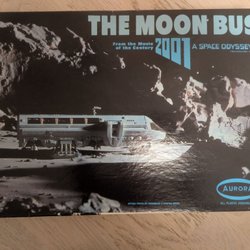 THE MOON BUS
From the Movie
of the Century
2001
A SPACE ODYSSEY
AURORA